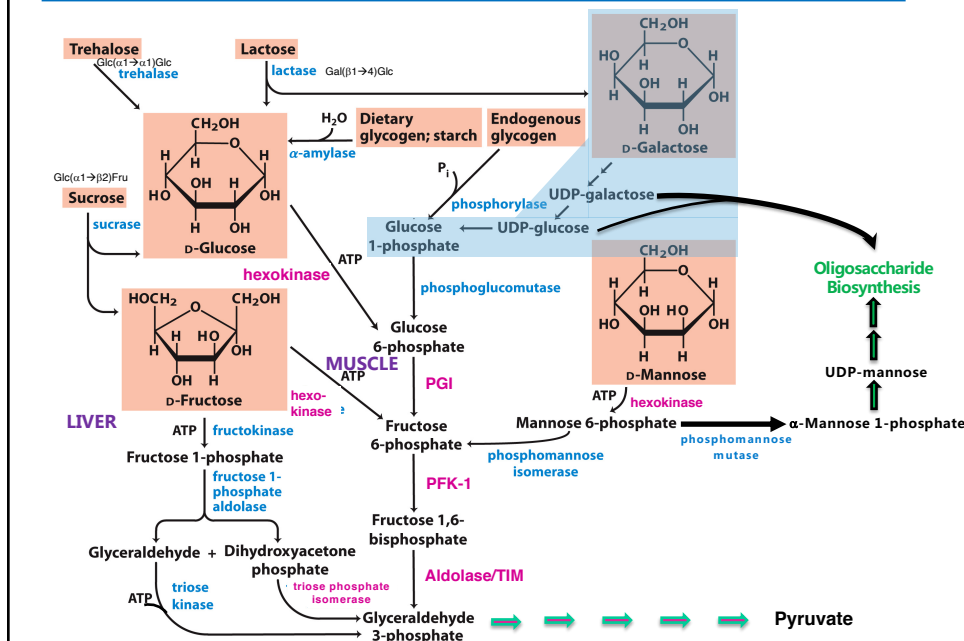 Trehalose
Glc(α1→α1)Glc
trehalase
Lactose
lactase
Gal(β1→4)Glc
CH₂OH
O
HO
H
H
OH
H
H
OH
H
OH
D-Galactose
CH₂OH
O
H
H
H
OH
H
HO
OH
H
OH
D-Glucose
H₂O
α-amylase
Dietary
glycogen; starch
Endogenous
glycogen
Pᵢ
phosphorylase
UDP-galactose
UDP-glucose
Glucose
1-phosphate
Glc(α1→β2)Fru
Sucrose
sucrase
hexokinase
ATP
phosphoglucomutase
Glucose
6-phosphate
HOCH₂
O
CH₂OH
H
HO
H
OH
OH
H
D-Fructose
MUSCLE
ATP
hexo-
kinase
e
PGI
CH₂OH
O
H
H
H
OH
HO
HO
OH
H
H
D-Mannose
Oligosaccharide
Biosynthesis
UDP-mannose
ATP
hexokinase
LIVER
ATP
fructokinase
Fructose 1-phosphate
Fructose
6-phosphate
Mannose 6-phosphate
α-Mannose 1-phosphate
phosphomannose
isomerase
phosphomannose
mutase
fructose 1-
phosphate
aldolase
PFK-1
Fructose 1,6-
bisphosphate
Glyceraldehyde + Dihydroxyacetone
phosphate
Aldolase/TIM
triose
kinase
ATP
triose phosphate
isomerase
Glyceraldehyde
3-phosphate
Pyruvate